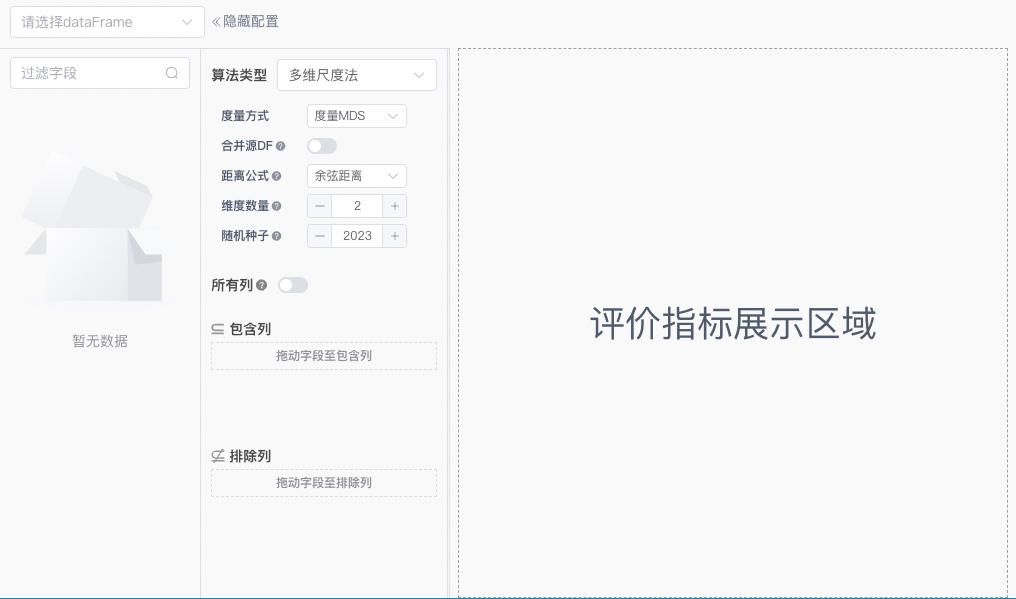 请选择dataFrame
隐藏配置
过滤字段
暂无数据
算法类型 多维尺度法
度量方式 度量MDS
合并源DF
距离公式 余弦距离
维度数量 2
随机种子 2023
所有列
包含列
拖动字段至包含列
排除列
拖动字段至排除列
评价指标展示区域